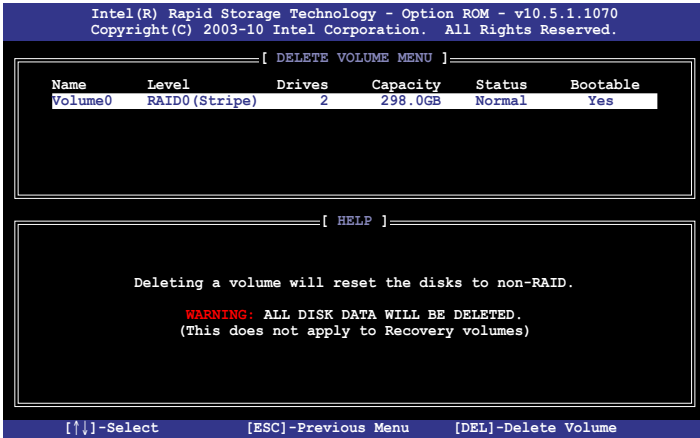 Intel(R) Rapid Storage Technology - Option ROM - v10.5.1.1070
Copyright(C) 2003-10 Intel Corporation. All Rights Reserved.
[ DELETE VOLUME MENU ]
Name Level Drives Capacity Status Bootable
Volume0 RAID0(Stripe) 2 298.0GB Normal Yes
[ HELP ]
Deleting a volume will reset the disks to non-RAID.
WARNING: ALL DISK DATA WILL BE DELETED.
(This does not apply to Recovery volumes)
[↑↓]-Select [ESC]-Previous Menu [DEL]-Delete Volume